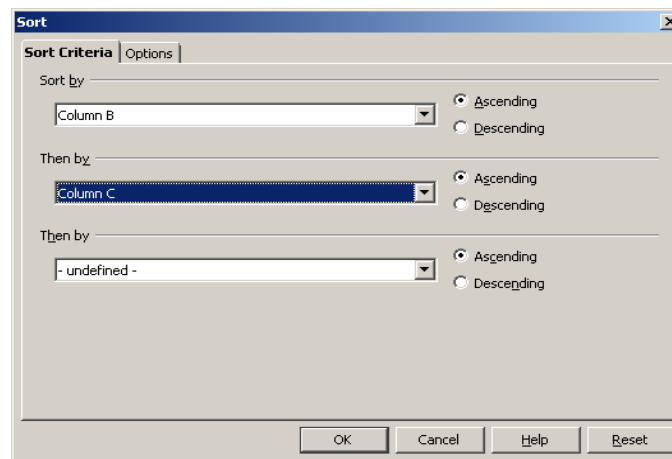 Sort
Sort Criteria Options
Sort by
Column B
Ascending
Descending
Then by
Column C
Ascending
Descending
Then by
- undefined -
Ascending
Descending
OK Cancel Help Reset